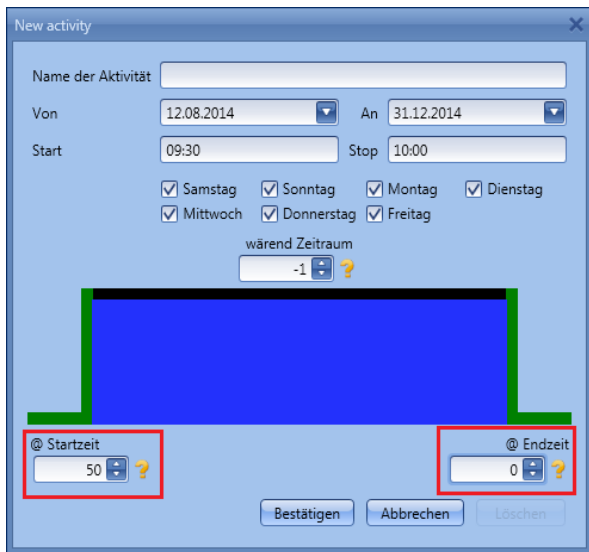 New activity
Name der Aktivität
Von 12.08.2014 An 31.12.2014
Start 09:30 Stop 10:00
Samstag Sonntag Montag Dienstag
Mittwoch Donnerstag Freitag
wärend Zeitraum
-1 ?
@ Startzeit @ Endzeit
50 ? 0 ?
Bestätigen Abbrechen Löschen